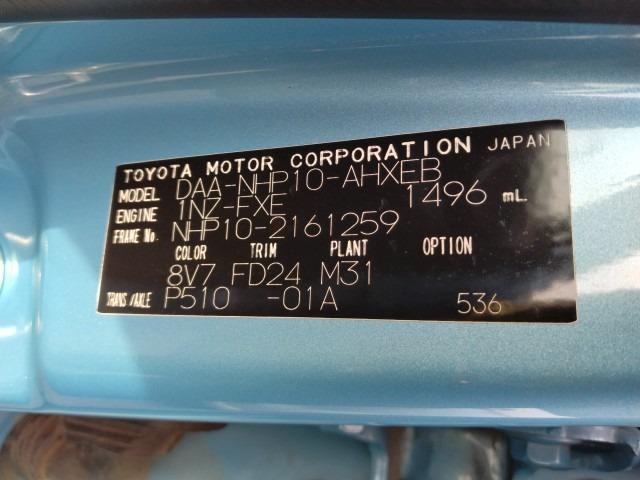 TOYOTA MOTOR CORPORATION JAPAN
MODEL DAA-NHP10-AHXEB
ENGINE 1NZ-FXE 1496 mL.
FRAME No. NHP10-2161259
COLOR TRIM PLANT OPTION
8V7 FD24 M31
TRANS./AXLE P510 -01A 536